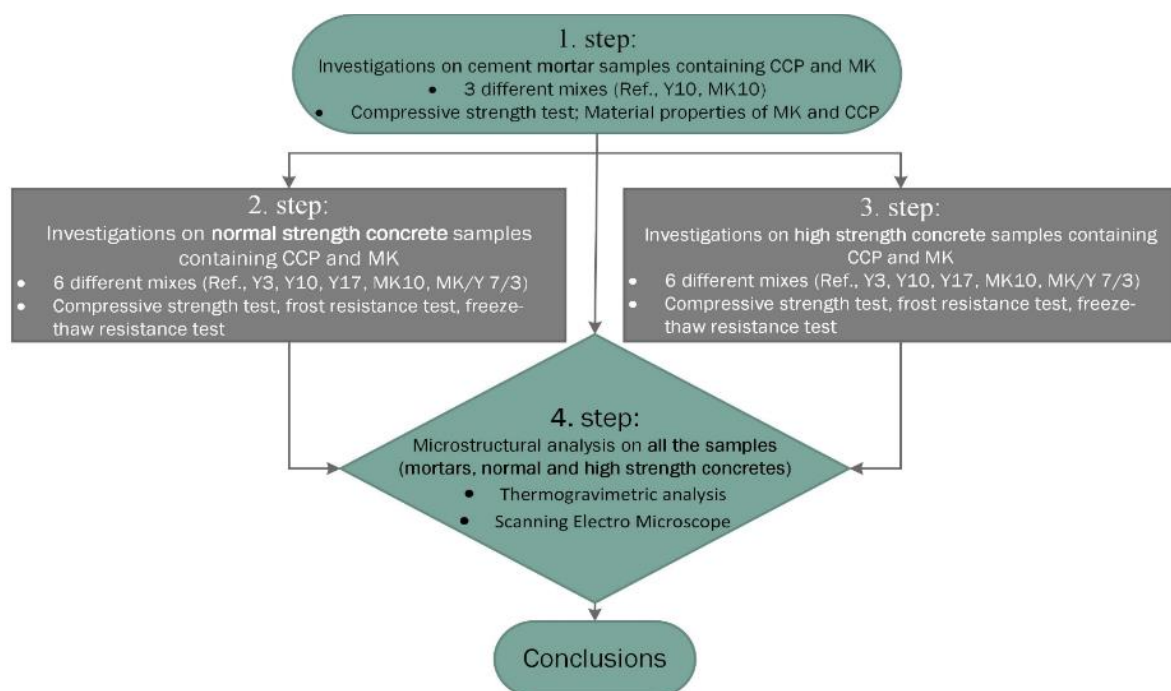 1. step:
Investigations on cement mortar samples containing CCP and MK
• 3 different mixes (Ref., Y10, MK10)
• Compressive strength test; Material properties of MK and CCP
2. step:
Investigations on normal strength concrete samples
containing CCP and MK
• 6 different mixes (Ref., Y3, Y10, Y17, MK10, MK/Y 7/3)
• Compressive strength test, frost resistance test, freeze-
thaw resistance test
3. step:
Investigations on high strength concrete samples containing
CCP and MK
• 6 different mixes (Ref., Y3, Y10, Y17, MK10, MK/Y 7/3)
• Compressive strength test, frost resistance test, freeze-
thaw resistance test
4. step:
Microstructural analysis on all the samples
(mortars, normal and high strength concretes)
• Thermogravimetric analysis
• Scanning Electro Microscope
Conclusions